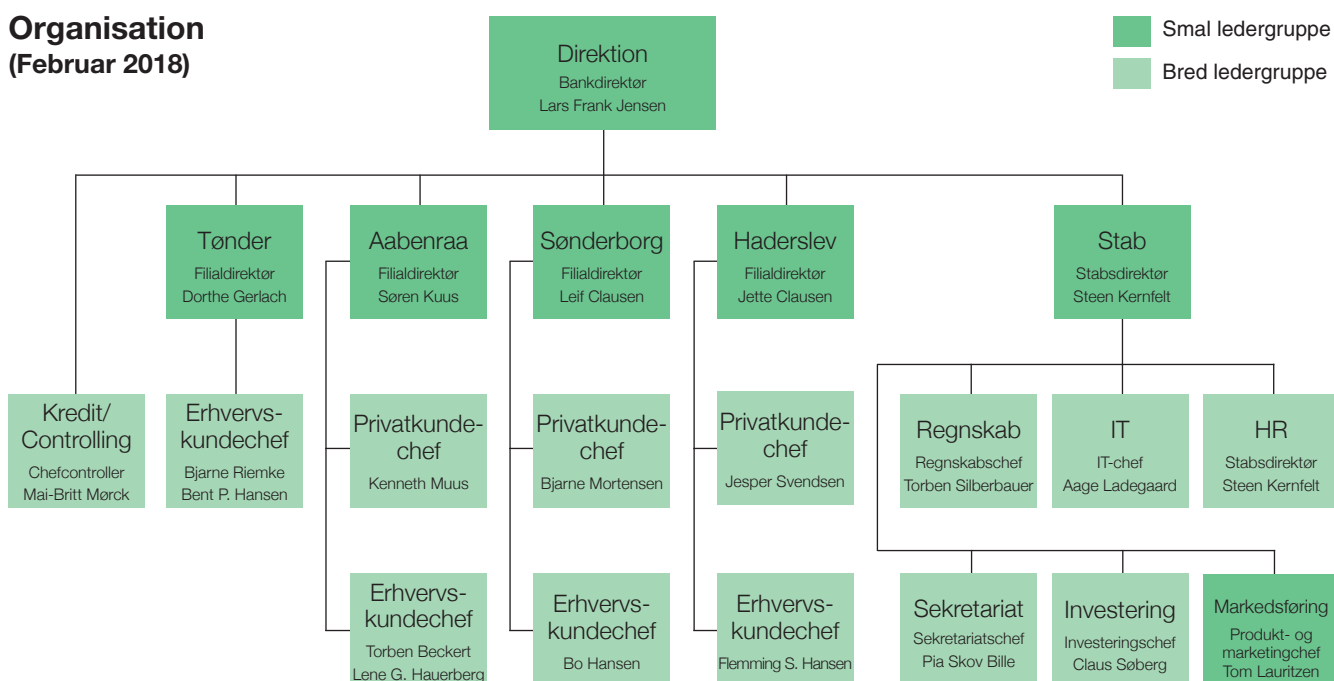 Organisation
(Februar 2018)
Smal ledergruppe
Bred ledergruppe
Direktion
Bankdirektør
Lars Frank Jensen
Tønder
Filialdirektør
Dorthe Gerlach
Aabenraa
Filialdirektør
Søren Kuus
Sønderborg
Filialdirektør
Leif Clausen
Haderslev
Filialdirektør
Jette Clausen
Stab
Stabsdirektør
Steen Kernfelt
Kredit/
Controlling
Chefcontroller
Mai-Britt Mørck
Erhvervs-
kundechef
Bjarne Riemke
Bent P. Hansen
Privatkunde-
chef
Kenneth Muus
Privatkunde-
chef
Bjarne Mortensen
Privatkunde-
chef
Jesper Svendsen
Regnskab
Regnskabschef
Torben Silberbauer
IT
IT-chef
Aage Ladegaard
HR
Stabsdirektør
Steen Kernfelt
Erhvervs-
kundechef
Torben Beckert
Lene G. Hauerberg
Erhvervs-
kundechef
Bo Hansen
Erhvervs-
kundechef
Flemming S. Hansen
Sekretariat
Sekretariatschef
Pia Skov Bille
Investering
Investeringschef
Claus Søberg
Markedsføring
Produkt- og
marketingchef
Tom Lauritzen